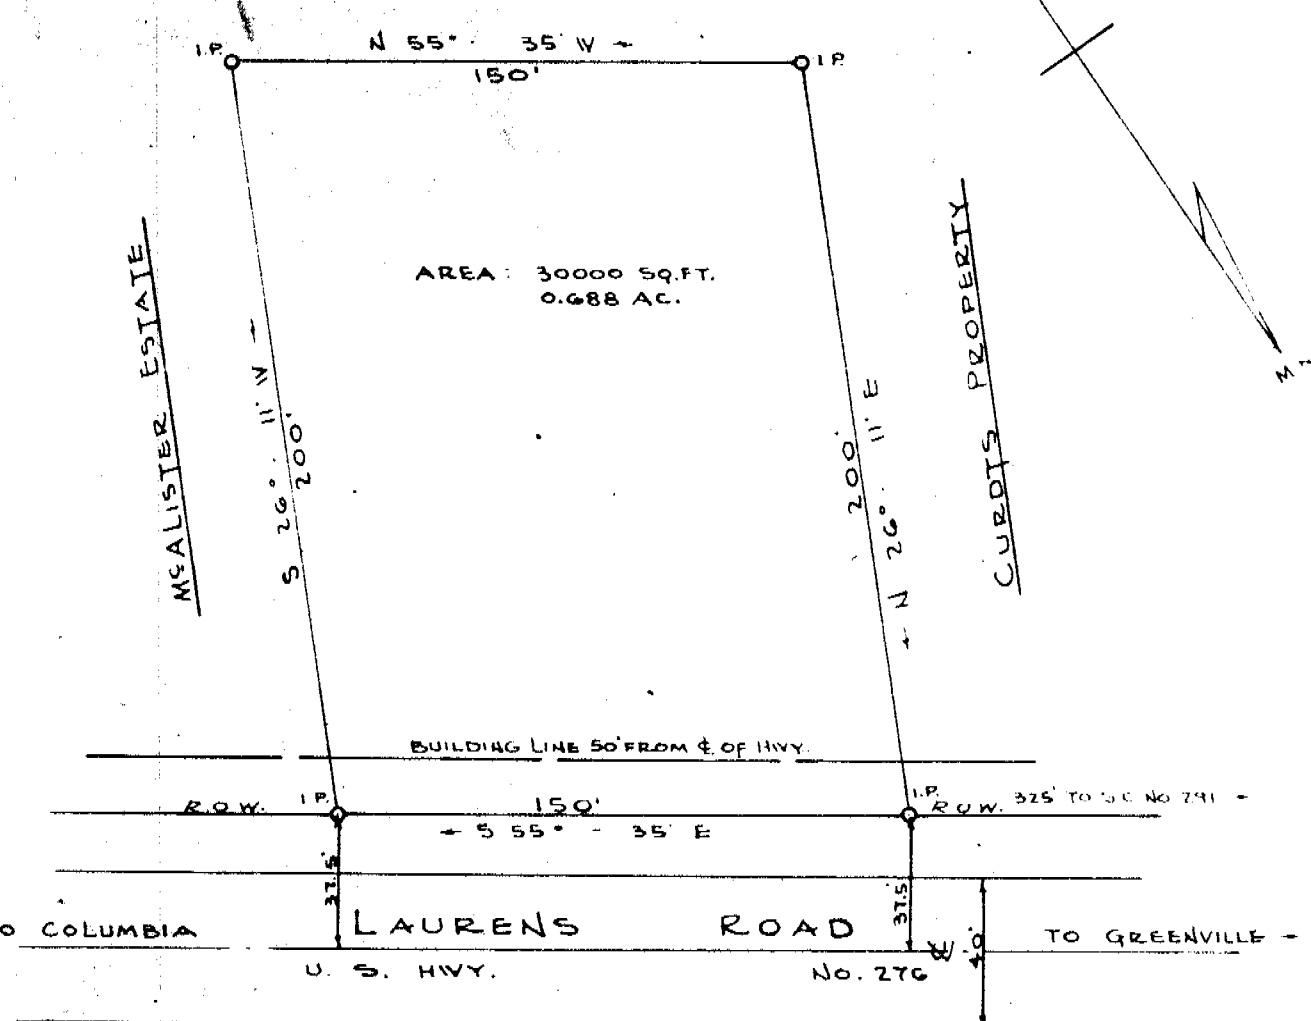 N 55° · 35' W
I.P.
I.P.
150'
AREA: 30000 SQ.FT.
0.688 AC.
McALISTER ESTATE
S 26° · 11' W
200'
200'
N 26° · 11' E
CURDTS PROPERTY
M
BUILDING LINE 50' FROM ℄ OF HWY.
R.O.W.
I.P.
150'
I.P.
R.O.W.
325' TO S.C. NO 291
S 55° - 35' E
37.5'
37.5'
O COLUMBIA
LAURENS ROAD
℄
40'
TO GREENVILLE
U. S. HWY. NO. 276